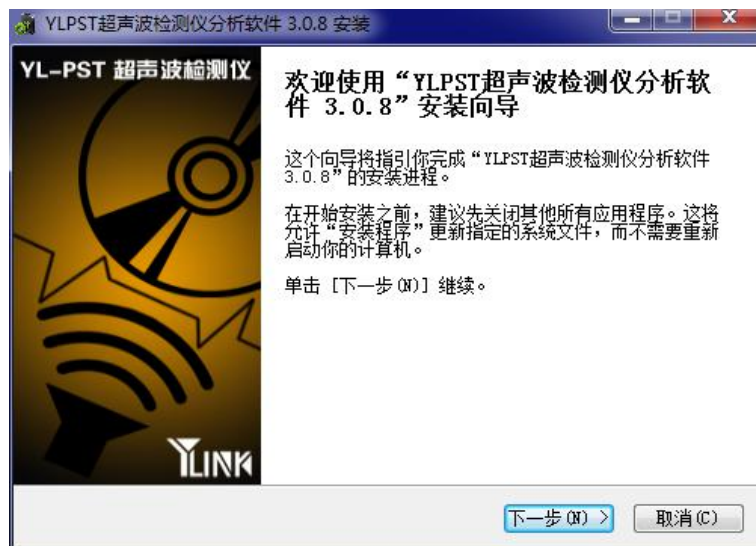 YLPST超声波检测仪分析软件 3.0.8 安装
YL-PST 超声波检测仪
欢迎使用“YLPST超声波检测仪分析软
件 3.0.8”安装向导
这个向导将指引你完成“YLPST超声波检测仪分析软件
3.0.8”的安装进程。
在开始安装之前，建议先关闭其他所有应用程序。这将
允许“安装程序”更新指定的系统文件，而不需要重新
启动你的计算机。
单击 [下一步(N)] 继续。
YLINK
下一步(N) >
取消(C)